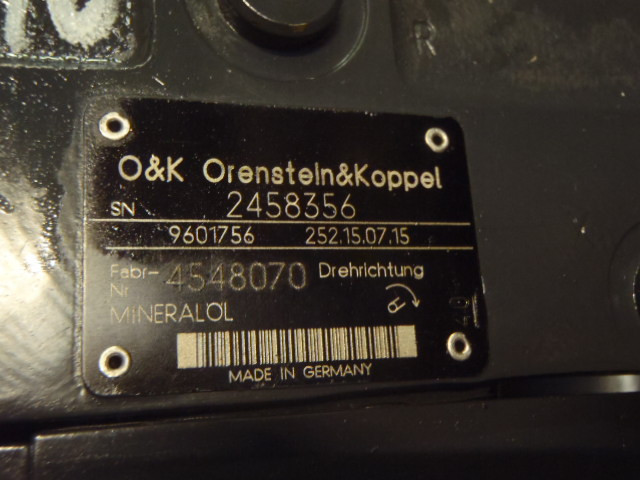 O&K Orenstein&Koppel
SN 2458356
9601756 252.15.07.15
Fabr-Nr 4548070 Drehrichtung
MINERALÖL
MADE IN GERMANY
R